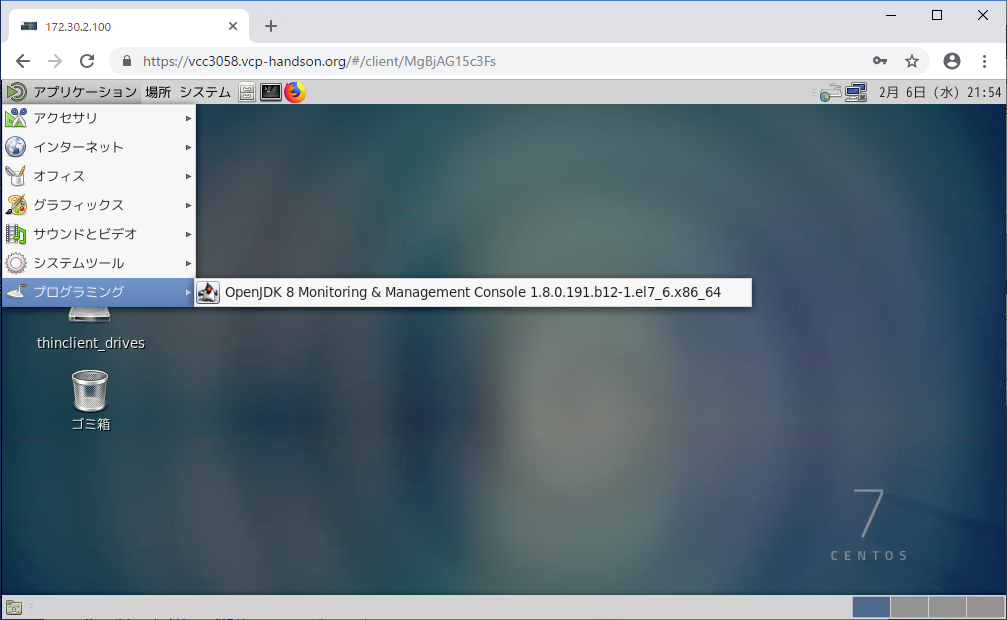 172.30.2.100
https://vcc3058.vcp-handson.org/#/client/MgBjAG15c3Fs
アプリケーション 場所 システム 2月 6日 (水) 21:54
アクセサリ
インターネット
オフィス
グラフィックス
サウンドとビデオ
システムツール
プログラミング
OpenJDK 8 Monitoring & Management Console 1.8.0.191.b12-1.el7_6.x86_64
thinclient_drives
ゴミ箱
7
CENTOS